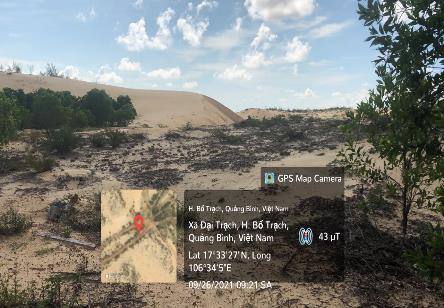 GPS Map Camera
H. Bố Trạch, Quảng Bình, Việt Nam
Xã Đại Trạch, H. Bố Trạch,
Quảng Bình, Việt Nam
43 µT
Lat 17°33'27"N, Long
106°34'5"E
09/26/2021 09:21 SA